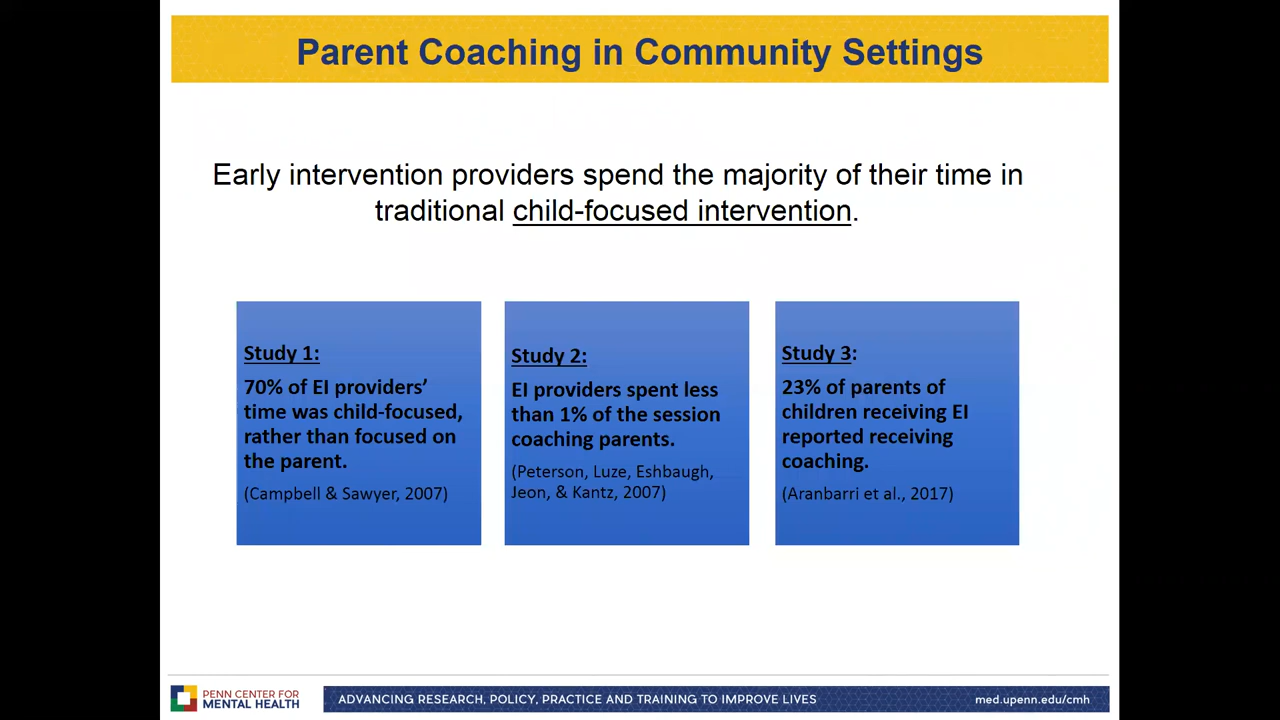 Parent Coaching in Community Settings
Early intervention providers spend the majority of their time in
traditional child-focused intervention.
Study 1:
70% of EI providers’
time was child-focused,
rather than focused on
the parent.
(Campbell & Sawyer, 2007)
Study 2:
EI providers spent less
than 1% of the session
coaching parents.
(Peterson, Luze, Eshbaugh,
Jeon, & Kantz, 2007)
Study 3:
23% of parents of
children receiving EI
reported receiving
coaching.
(Aranbarri et al., 2017)
PENN CENTER FOR
MENTAL HEALTH
ADVANCING RESEARCH, POLICY, PRACTICE AND TRAINING TO IMPROVE LIVES
med.upenn.edu/cmh